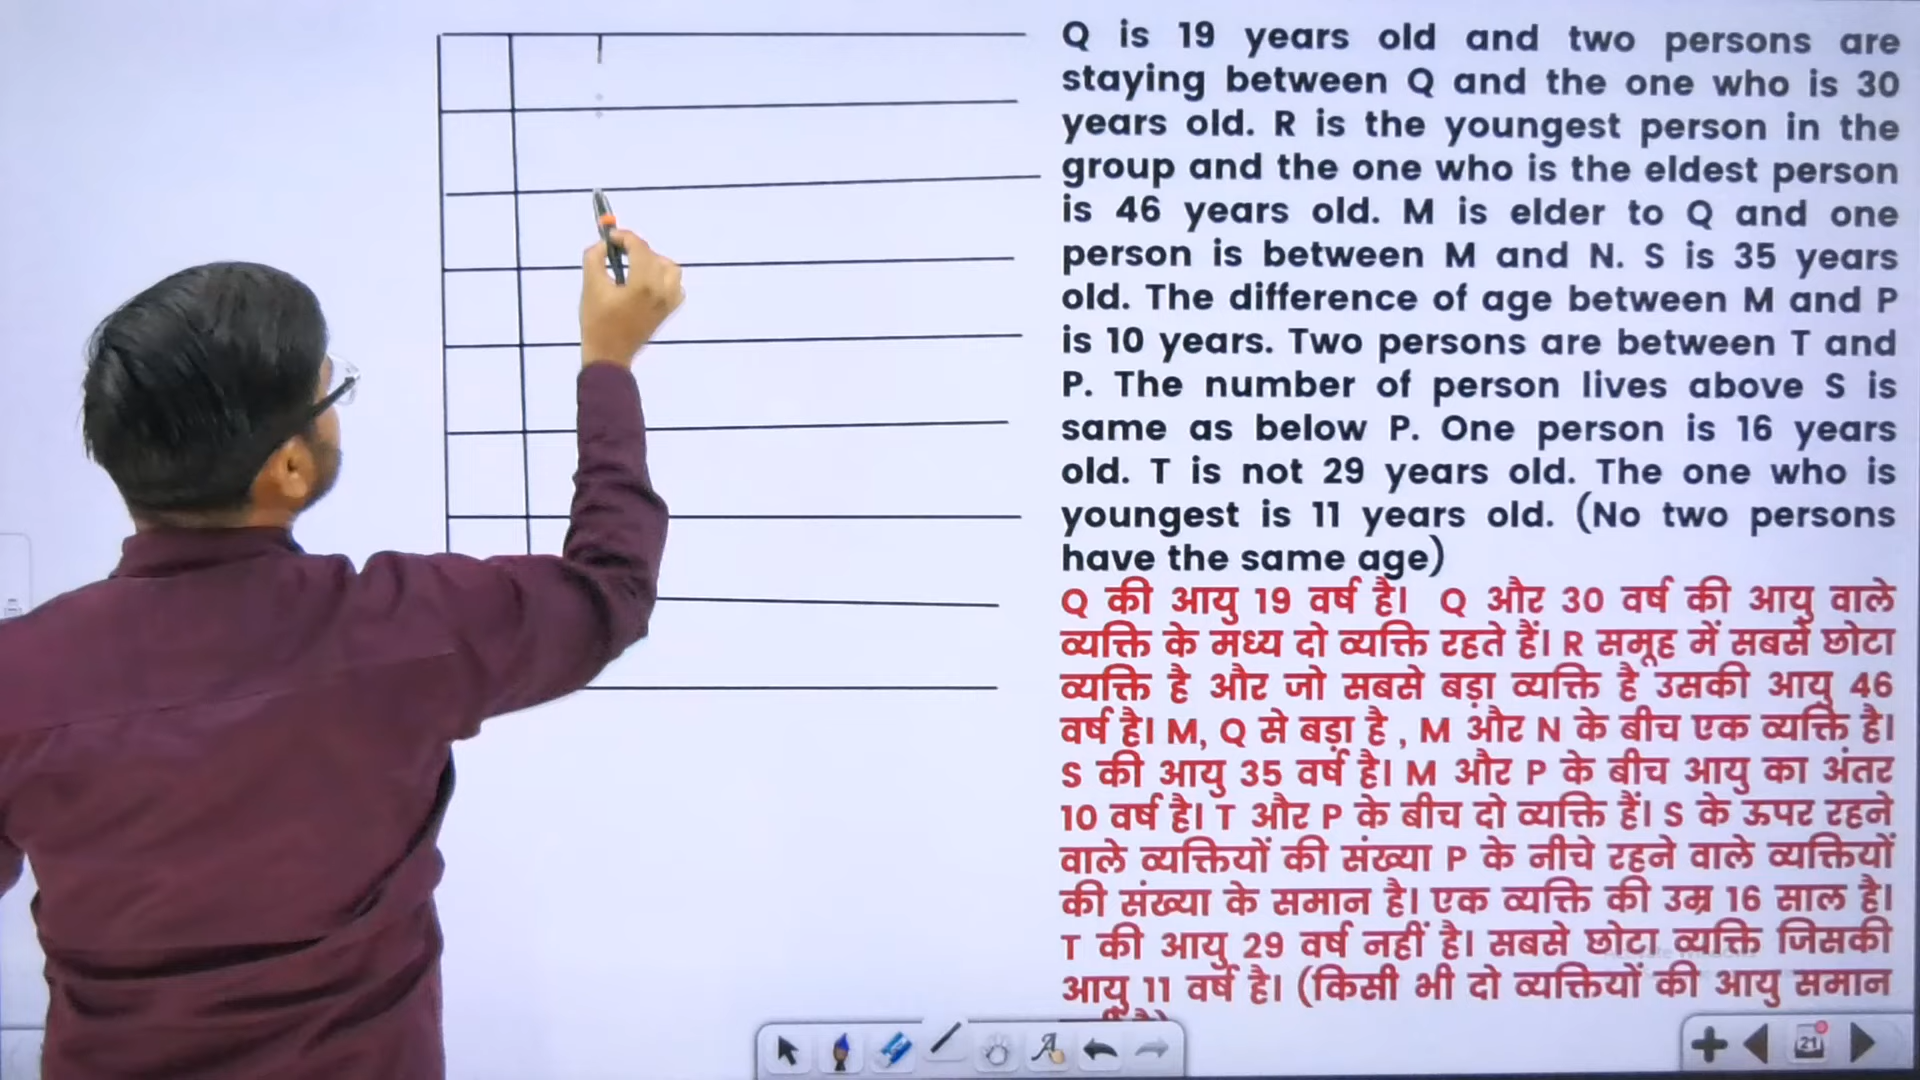 Q is 19 years old and two persons are
staying between Q and the one who is 30
years old. R is the youngest person in the
group and the one who is the eldest person
is 46 years old. M is elder to Q and one
person is between M and N. S is 35 years
old. The difference of age between M and P
is 10 years. Two persons are between T and
P. The number of person lives above S is
same as below P. One person is 16 years
old. T is not 29 years old. The one who is
youngest is 11 years old. (No two persons
have the same age)
Q की आयु 19 वर्ष है। Q और 30 वर्ष की आयु वाले
व्यक्ति के मध्य दो व्यक्ति रहते हैं। R समूह में सबसे छोटा
व्यक्ति है और जो सबसे बड़ा व्यक्ति है उसकी आयु 46
वर्ष है। M, Q से बड़ा है , M और N के बीच एक व्यक्ति है।
S की आयु 35 वर्ष है। M और P के बीच आयु का अंतर
10 वर्ष है। T और P के बीच दो व्यक्ति हैं। S के ऊपर रहने
वाले व्यक्तियों की संख्या P के नीचे रहने वाले व्यक्तियों
की संख्या के समान है। एक व्यक्ति की उम्र 16 साल है।
T की आयु 29 वर्ष नहीं है। सबसे छोटा व्यक्ति जिसकी
आयु 11 वर्ष है। (किसी भी दो व्यक्तियों की आयु समान
21